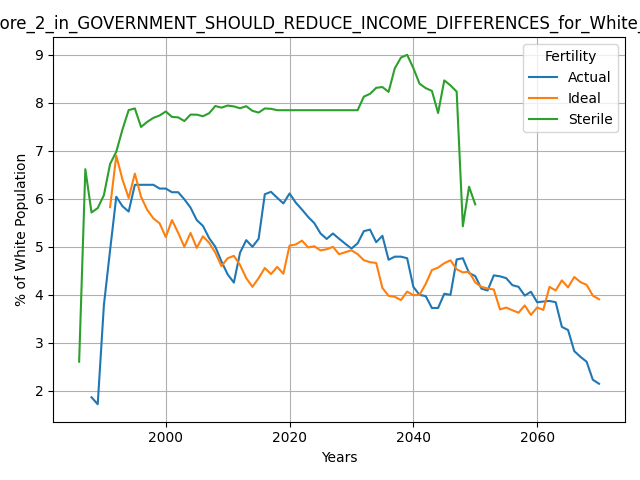 ore_2_in_GOVERNMENT_SHOULD_REDUCE_INCOME_DIFFERENCES_for_White_
Fertility
Actual
Ideal
Sterile
% of White Population
9
8
7
6
5
4
3
2
2000 2020 2040 2060
Years